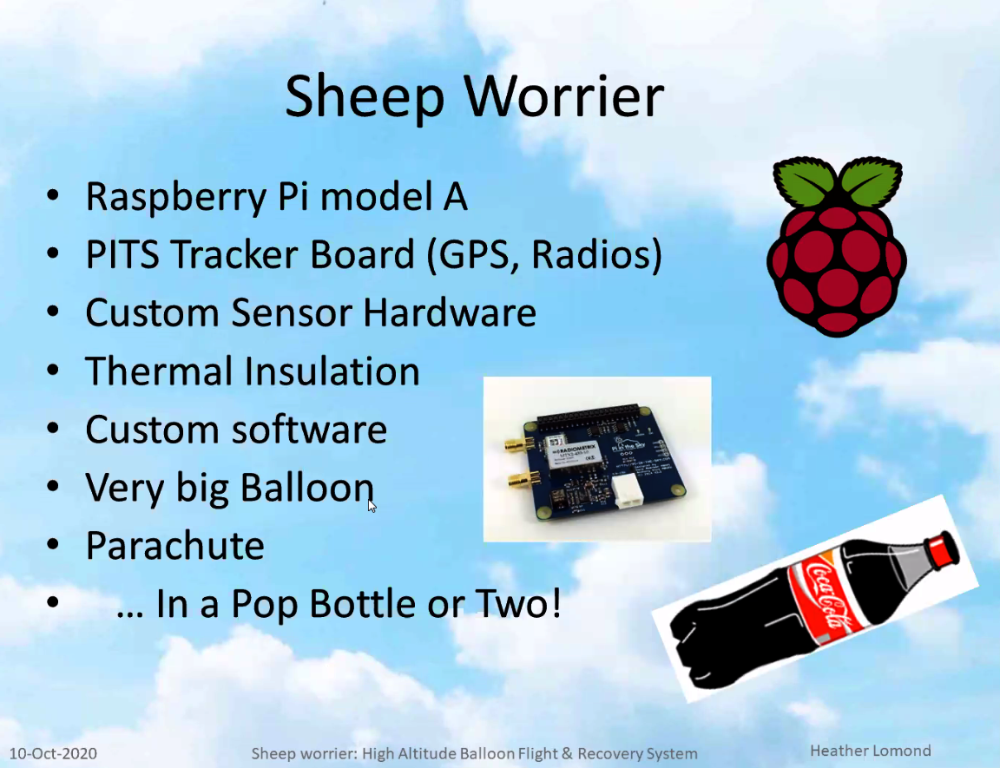 Sheep Worrier
• Raspberry Pi model A
• PITS Tracker Board (GPS, Radios)
• Custom Sensor Hardware
• Thermal Insulation
• Custom software
• Very big Balloon
• Parachute
• … In a Pop Bottle or Two!
RADIOMETRIX
Coca-Cola
10-Oct-2020
Sheep worrier: High Altitude Balloon Flight & Recovery System
Heather Lomond